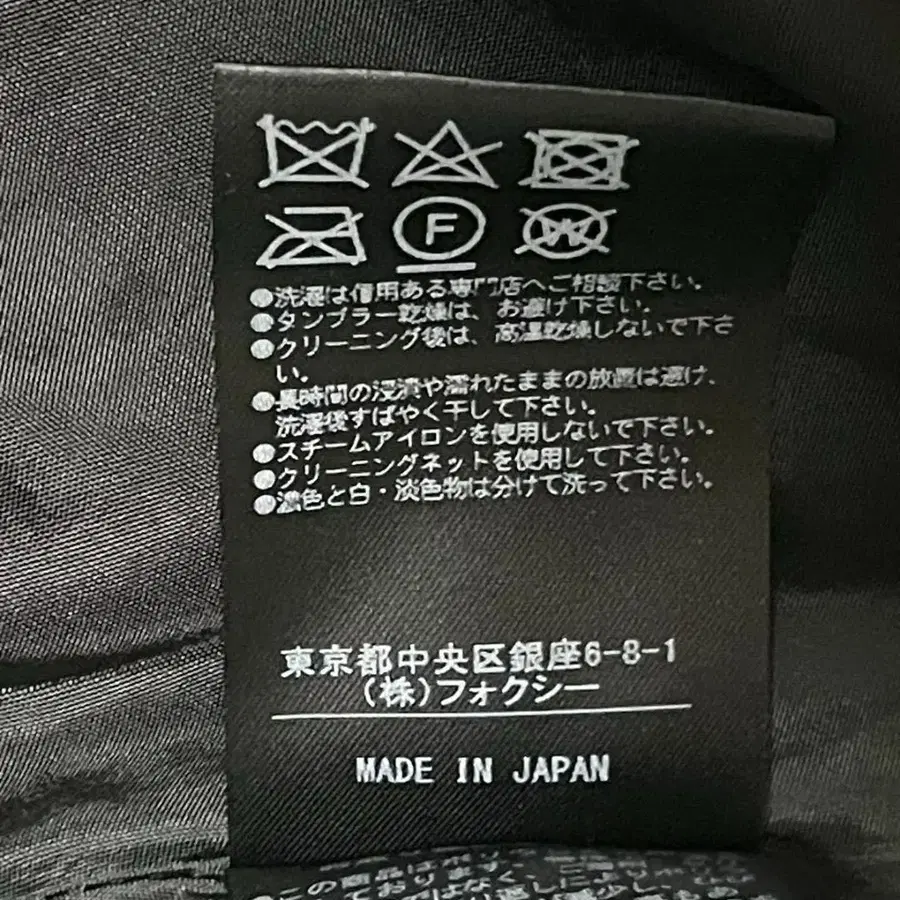 F
W
●洗濯は信用ある専門店へご相談下さい。
●タンブラー乾燥は、お避け下さい。
●クリーニング後は、高温乾燥しないで下さ
い。
●長時間の浸漬や濡れたままの放置は避け、
洗濯後すばやく干して下さい。
●スチームアイロンを使用しないで下さい。
●クリーニングネットを使用して下さい。
●濃色と白・淡色物は分けて洗って下さい。
東京都中央区銀座6-8-1
(株)フォクシー
MADE IN JAPAN
この商品は